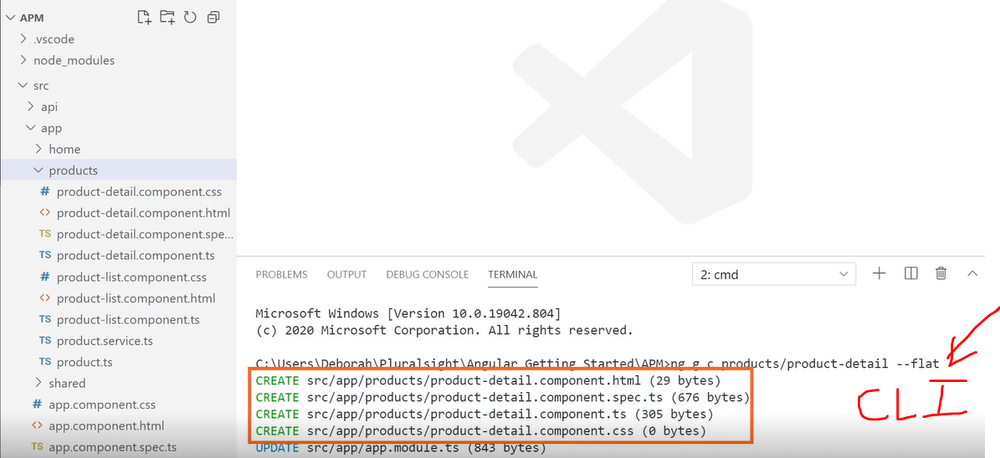 APM
.vscode
node_modules
src
api
app
home
products
product-detail.component.css
product-detail.component.html
product-detail.component.spe...
product-detail.component.ts
product-list.component.css
product-list.component.html
product-list.component.ts
product.service.ts
product.ts
shared
app.component.css
app.component.html
app.component.spec.ts
PROBLEMS OUTPUT DEBUG CONSOLE TERMINAL 2: cmd
Microsoft Windows [Version 10.0.19042.804]
(c) 2020 Microsoft Corporation. All rights reserved.
C:\Users\Deborah\Pluralsight\Angular Getting Started\APM>ng g c products/product-detail --flat
CREATE src/app/products/product-detail.component.html (29 bytes)
CREATE src/app/products/product-detail.component.spec.ts (676 bytes)
CREATE src/app/products/product-detail.component.ts (305 bytes)
CREATE src/app/products/product-detail.component.css (0 bytes)
UPDATE src/app/app.module.ts (843 bytes)
CLI